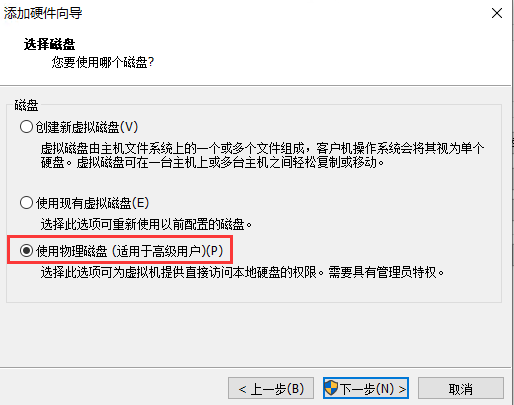 添加硬件向导
选择磁盘
您要使用哪个磁盘?
磁盘
创建新虚拟磁盘(V)
虚拟磁盘由主机文件系统上的一个或多个文件组成，客户机操作系统会将其视为单个
硬盘。虚拟磁盘可在一台主机上或多台主机之间轻松复制或移动。
使用现有虚拟磁盘(E)
选择此选项可重新使用以前配置的磁盘。
使用物理磁盘 (适用于高级用户)(P)
选择此选项可为虚拟机提供直接访问本地硬盘的权限。需要具有管理员特权。
< 上一步(B)
下一步(N) >
取消